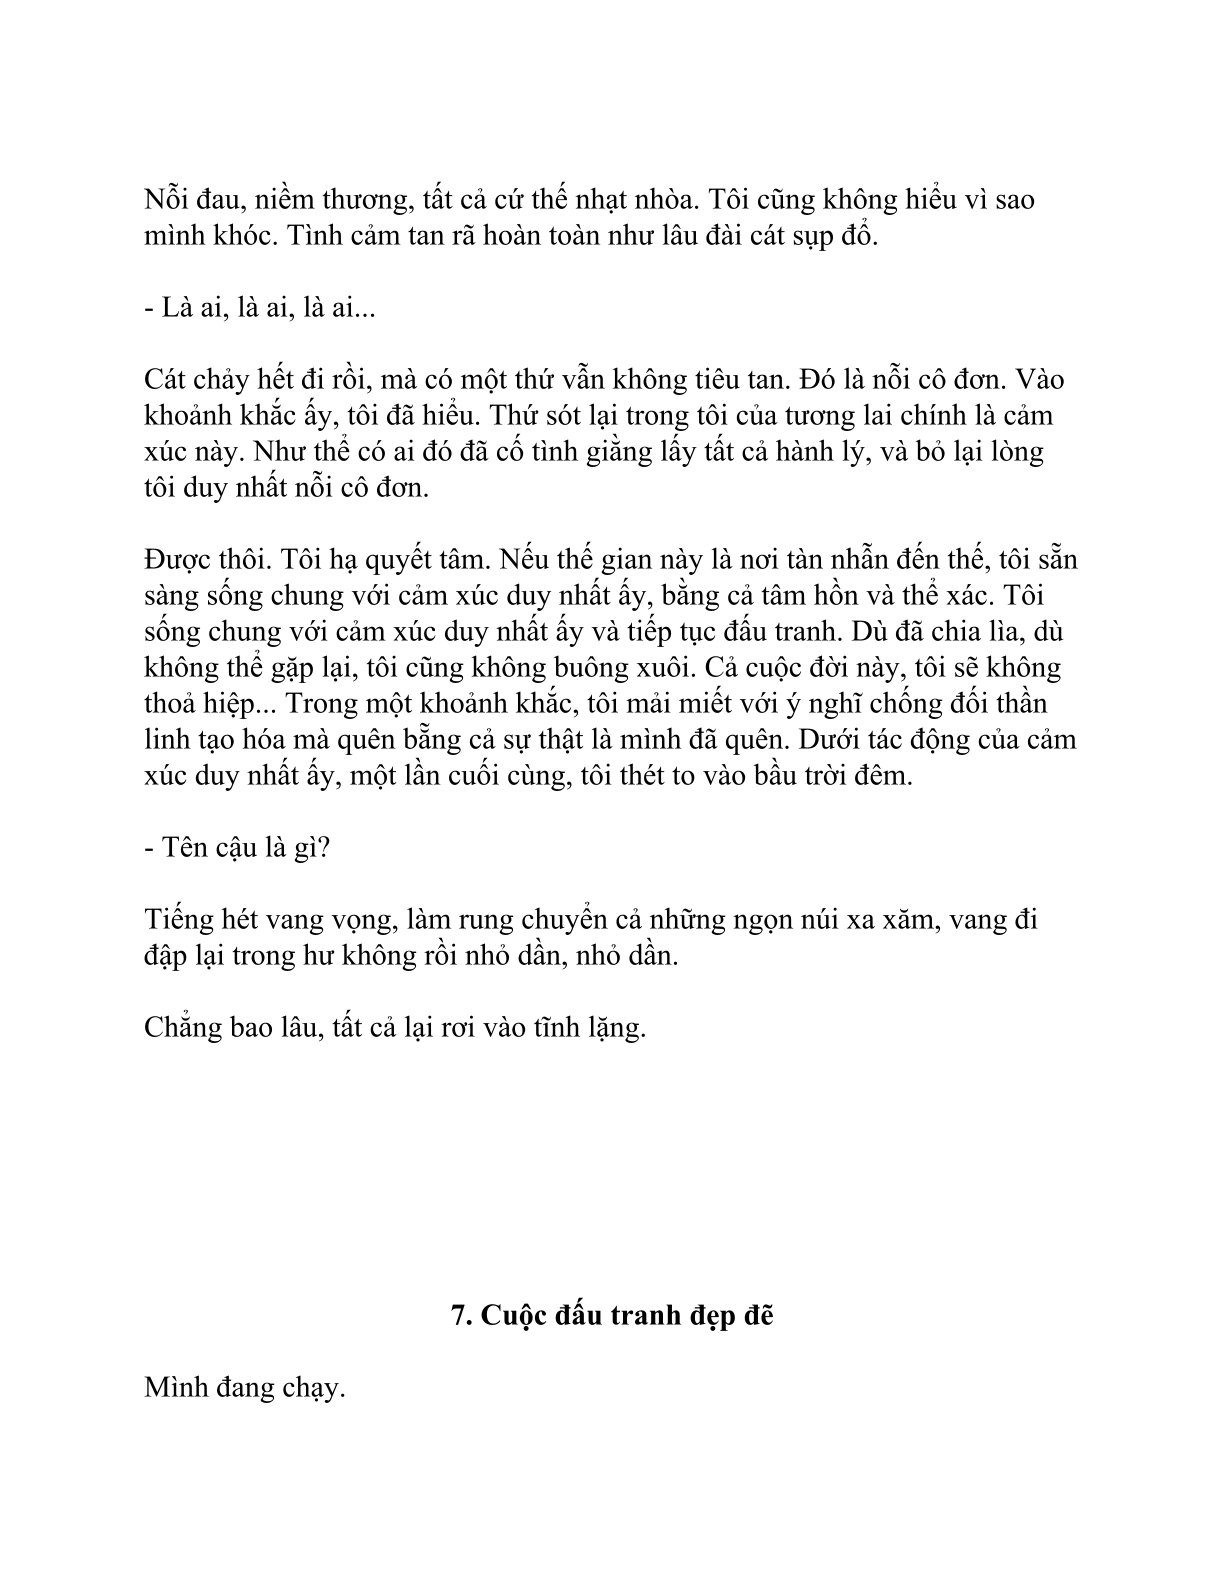 Nỗi đau, niềm thương, tất cả cứ thế nhạt nhòa. Tôi cũng không hiểu vì sao
mình khóc. Tình cảm tan rã hoàn toàn như lâu đài cát sụp đổ.
- Là ai, là ai, là ai...
Cát chảy hết đi rồi, mà có một thứ vẫn không tiêu tan. Đó là nỗi cô đơn. Vào
khoảnh khắc ấy, tôi đã hiểu. Thứ sót lại trong tôi của tương lai chính là cảm
xúc này. Như thể có ai đó đã cố tình giằng lấy tất cả hành lý, và bỏ lại lòng
tôi duy nhất nỗi cô đơn.
Được thôi. Tôi hạ quyết tâm. Nếu thế gian này là nơi tàn nhẫn đến thế, tôi sẵn
sàng sống chung với cảm xúc duy nhất ấy, bằng cả tâm hồn và thể xác. Tôi
sống chung với cảm xúc duy nhất ấy và tiếp tục đấu tranh. Dù đã chia lìa, dù
không thể gặp lại, tôi cũng không buông xuôi. Cả cuộc đời này, tôi sẽ không
thoả hiệp... Trong một khoảnh khắc, tôi mải miết với ý nghĩ chống đối thần
linh tạo hóa mà quên bẵng cả sự thật là mình đã quên. Dưới tác động của cảm
xúc duy nhất ấy, một lần cuối cùng, tôi thét to vào bầu trời đêm.
- Tên cậu là gì?
Tiếng hét vang vọng, làm rung chuyển cả những ngọn núi xa xăm, vang đi
đập lại trong hư không rồi nhỏ dần, nhỏ dần.
Chẳng bao lâu, tất cả lại rơi vào tĩnh lặng.
7. Cuộc đấu tranh đẹp đẽ
Mình đang chạy.